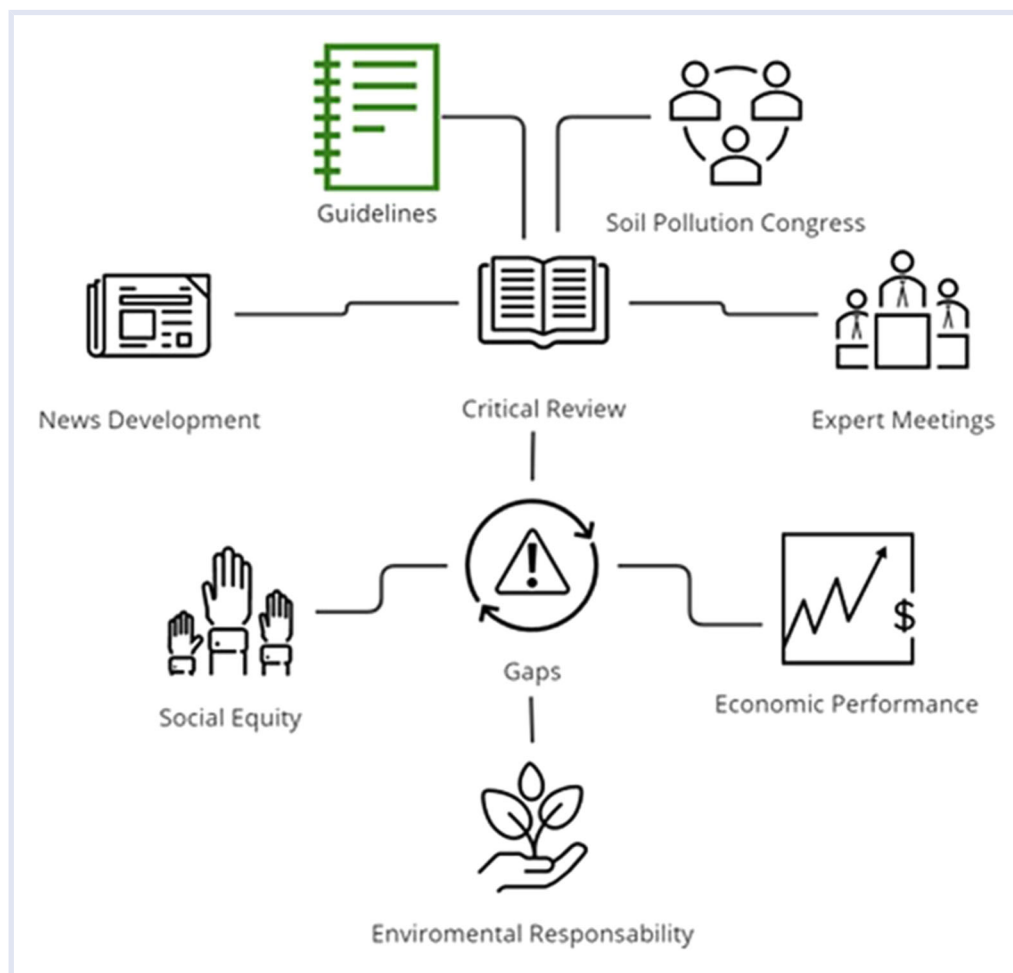 Guidelines
Soil Pollution Congress
News Development
Critical Review
Expert Meetings
Gaps
$
Social Equity
Economic Performance
Enviromental Responsability